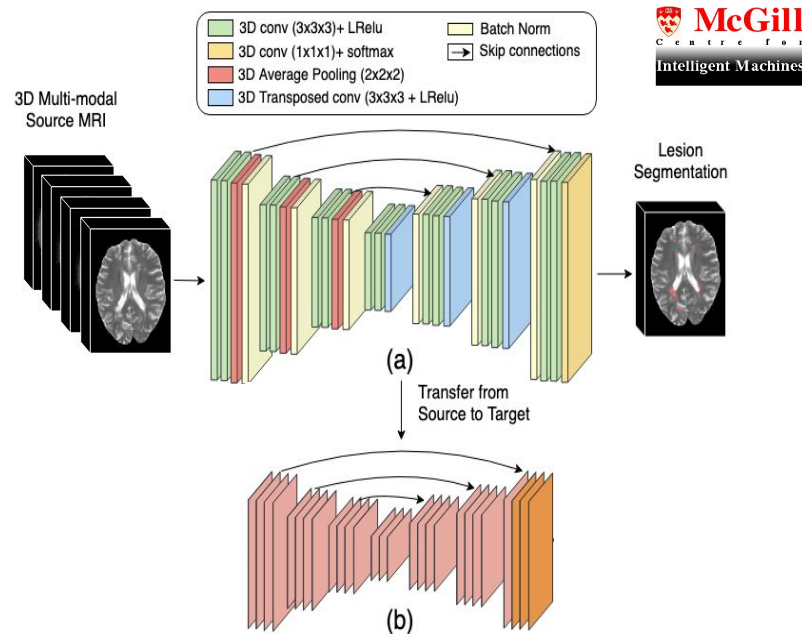 3D conv (3x3x3)+ LRelu
3D conv (1x1x1)+ softmax
3D Average Pooling (2x2x2)
3D Transposed conv (3x3x3 + LRelu)
Batch Norm
Skip connections
McGill
Centre for
Intelligent Machines
3D Multi-modal
Source MRI
Lesion
Segmentation
(a)
Transfer from
Source to Target
(b)